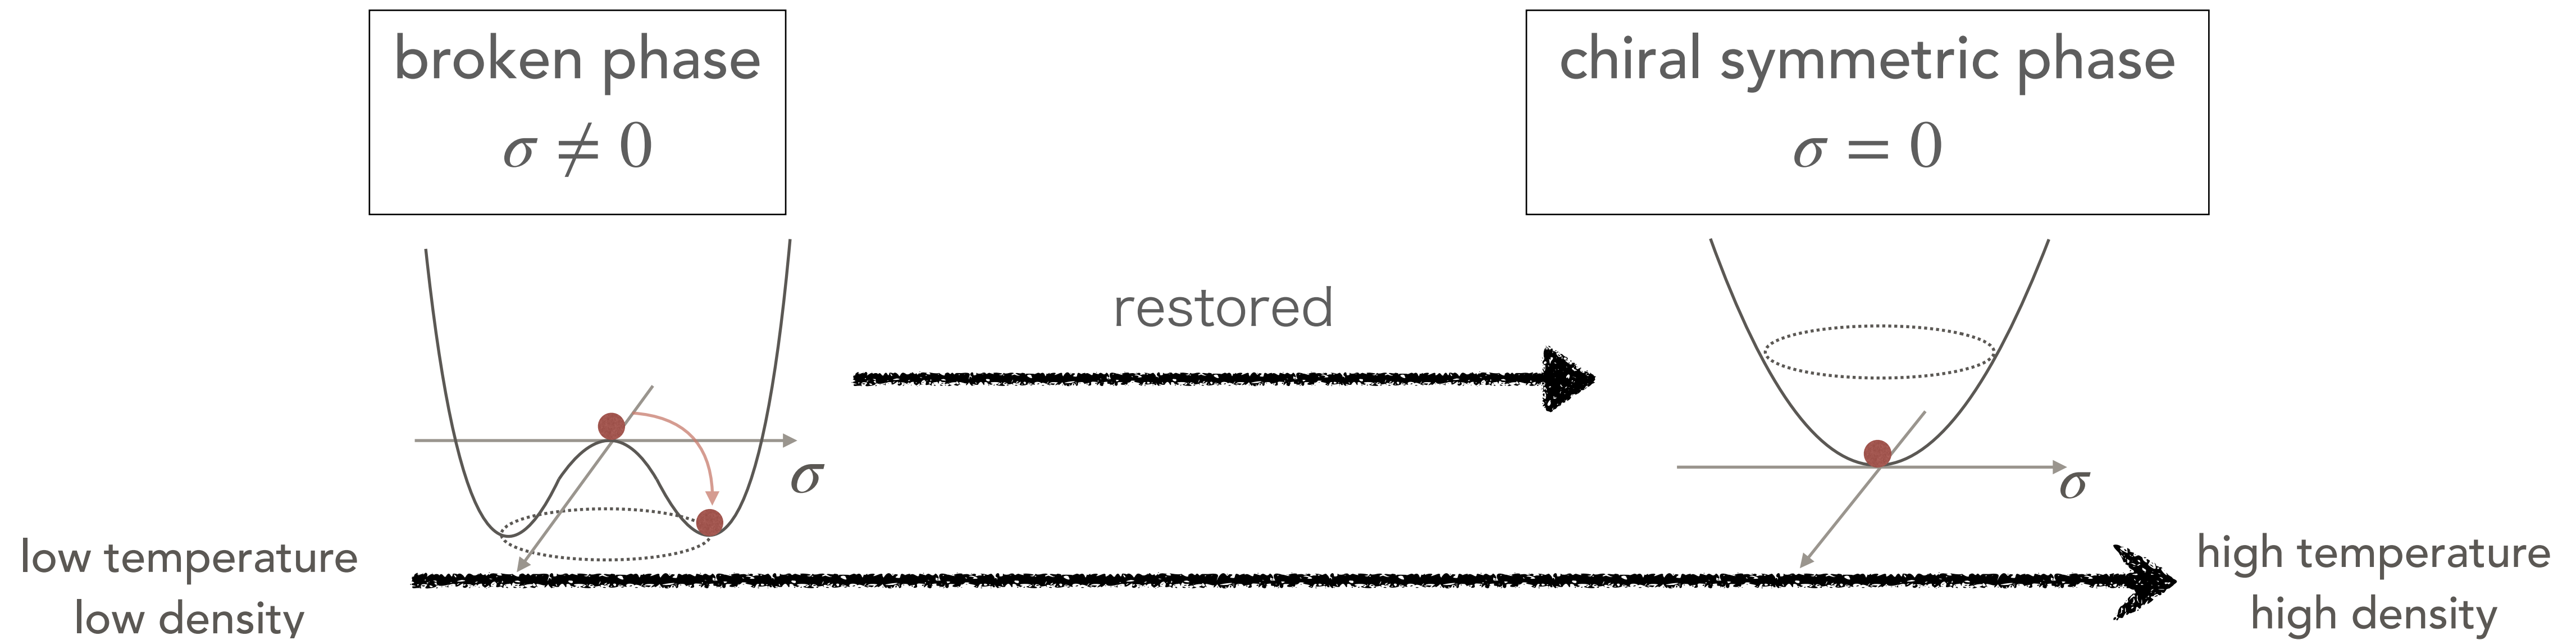 broken phase
σ ≠ 0
chiral symmetric phase
σ = 0
restored
σ
σ
low temperature
low density
high temperature
high density